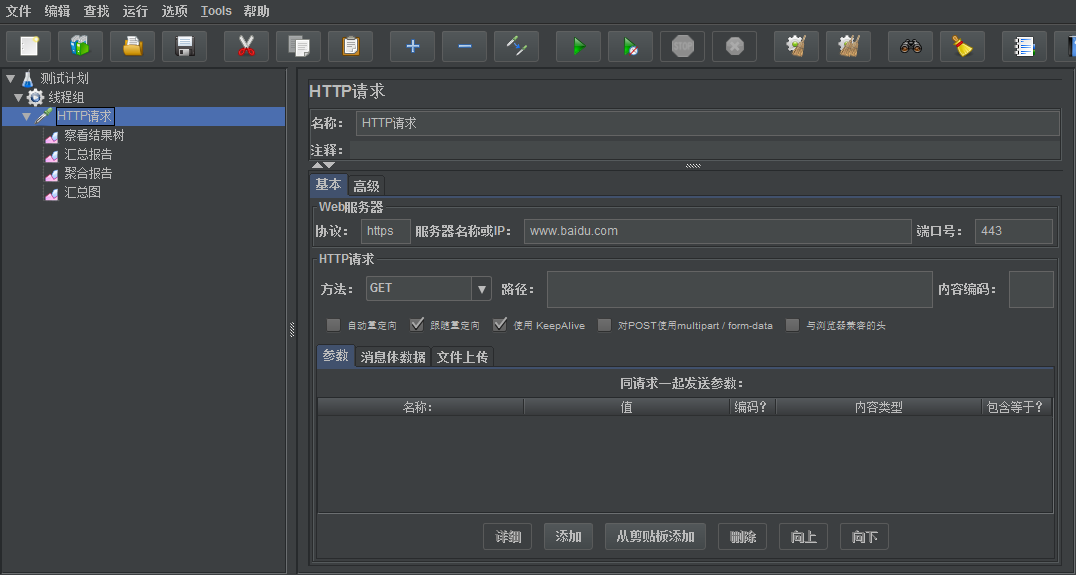 文件 编辑 查找 运行 选项 Tools 帮助
STOP
测试计划
线程组
HTTP请求
察看结果树
汇总报告
聚合报告
汇总图
HTTP请求
名称： HTTP请求
注释：
基本 高级
Web服务器
协议： https 服务器名称或IP： www.baidu.com 端口号： 443
HTTP请求
方法： GET 路径： 内容编码：
自动重定向 跟随重定向 使用 KeepAlive 对POST使用multipart / form-data 与浏览器兼容的头
参数 消息体数据 文件上传
同请求一起发送参数：
名称： 值 编码？ 内容类型 包含等于？
详细 添加 从剪贴板添加 删除 向上 向下